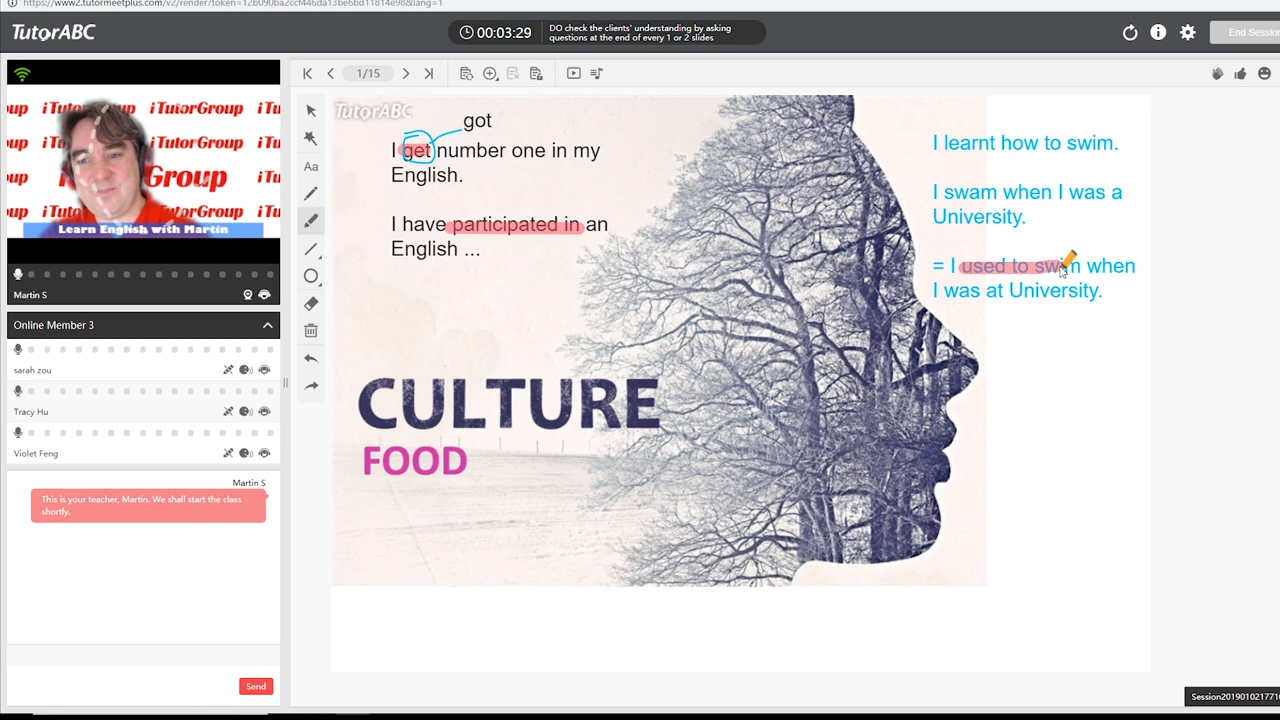 https://www2.tutormeetplus.com/v2/render?token=12b090ba2ccf446da13be6bd11814e98&lang=1
TutorABC
00:03:29
DO check the clients' understanding by asking
questions at the end of every 1 or 2 slides
End Session
1/15
iTutorGroup
iTutorGroup
Group
Learn English with Martin
Martin S
Online Member 3
sarah zou
Tracy Hu
Violet Feng
Martin S
This is your teacher, Martin. We shall start the class
shortly.
Send
Aa
TutorABC
got
I get number one in my
English.
I have participated in an
English ...
CULTURE
FOOD
I learnt how to swim.
I swam when I was a
University.
= I used to swim when
I was at University.